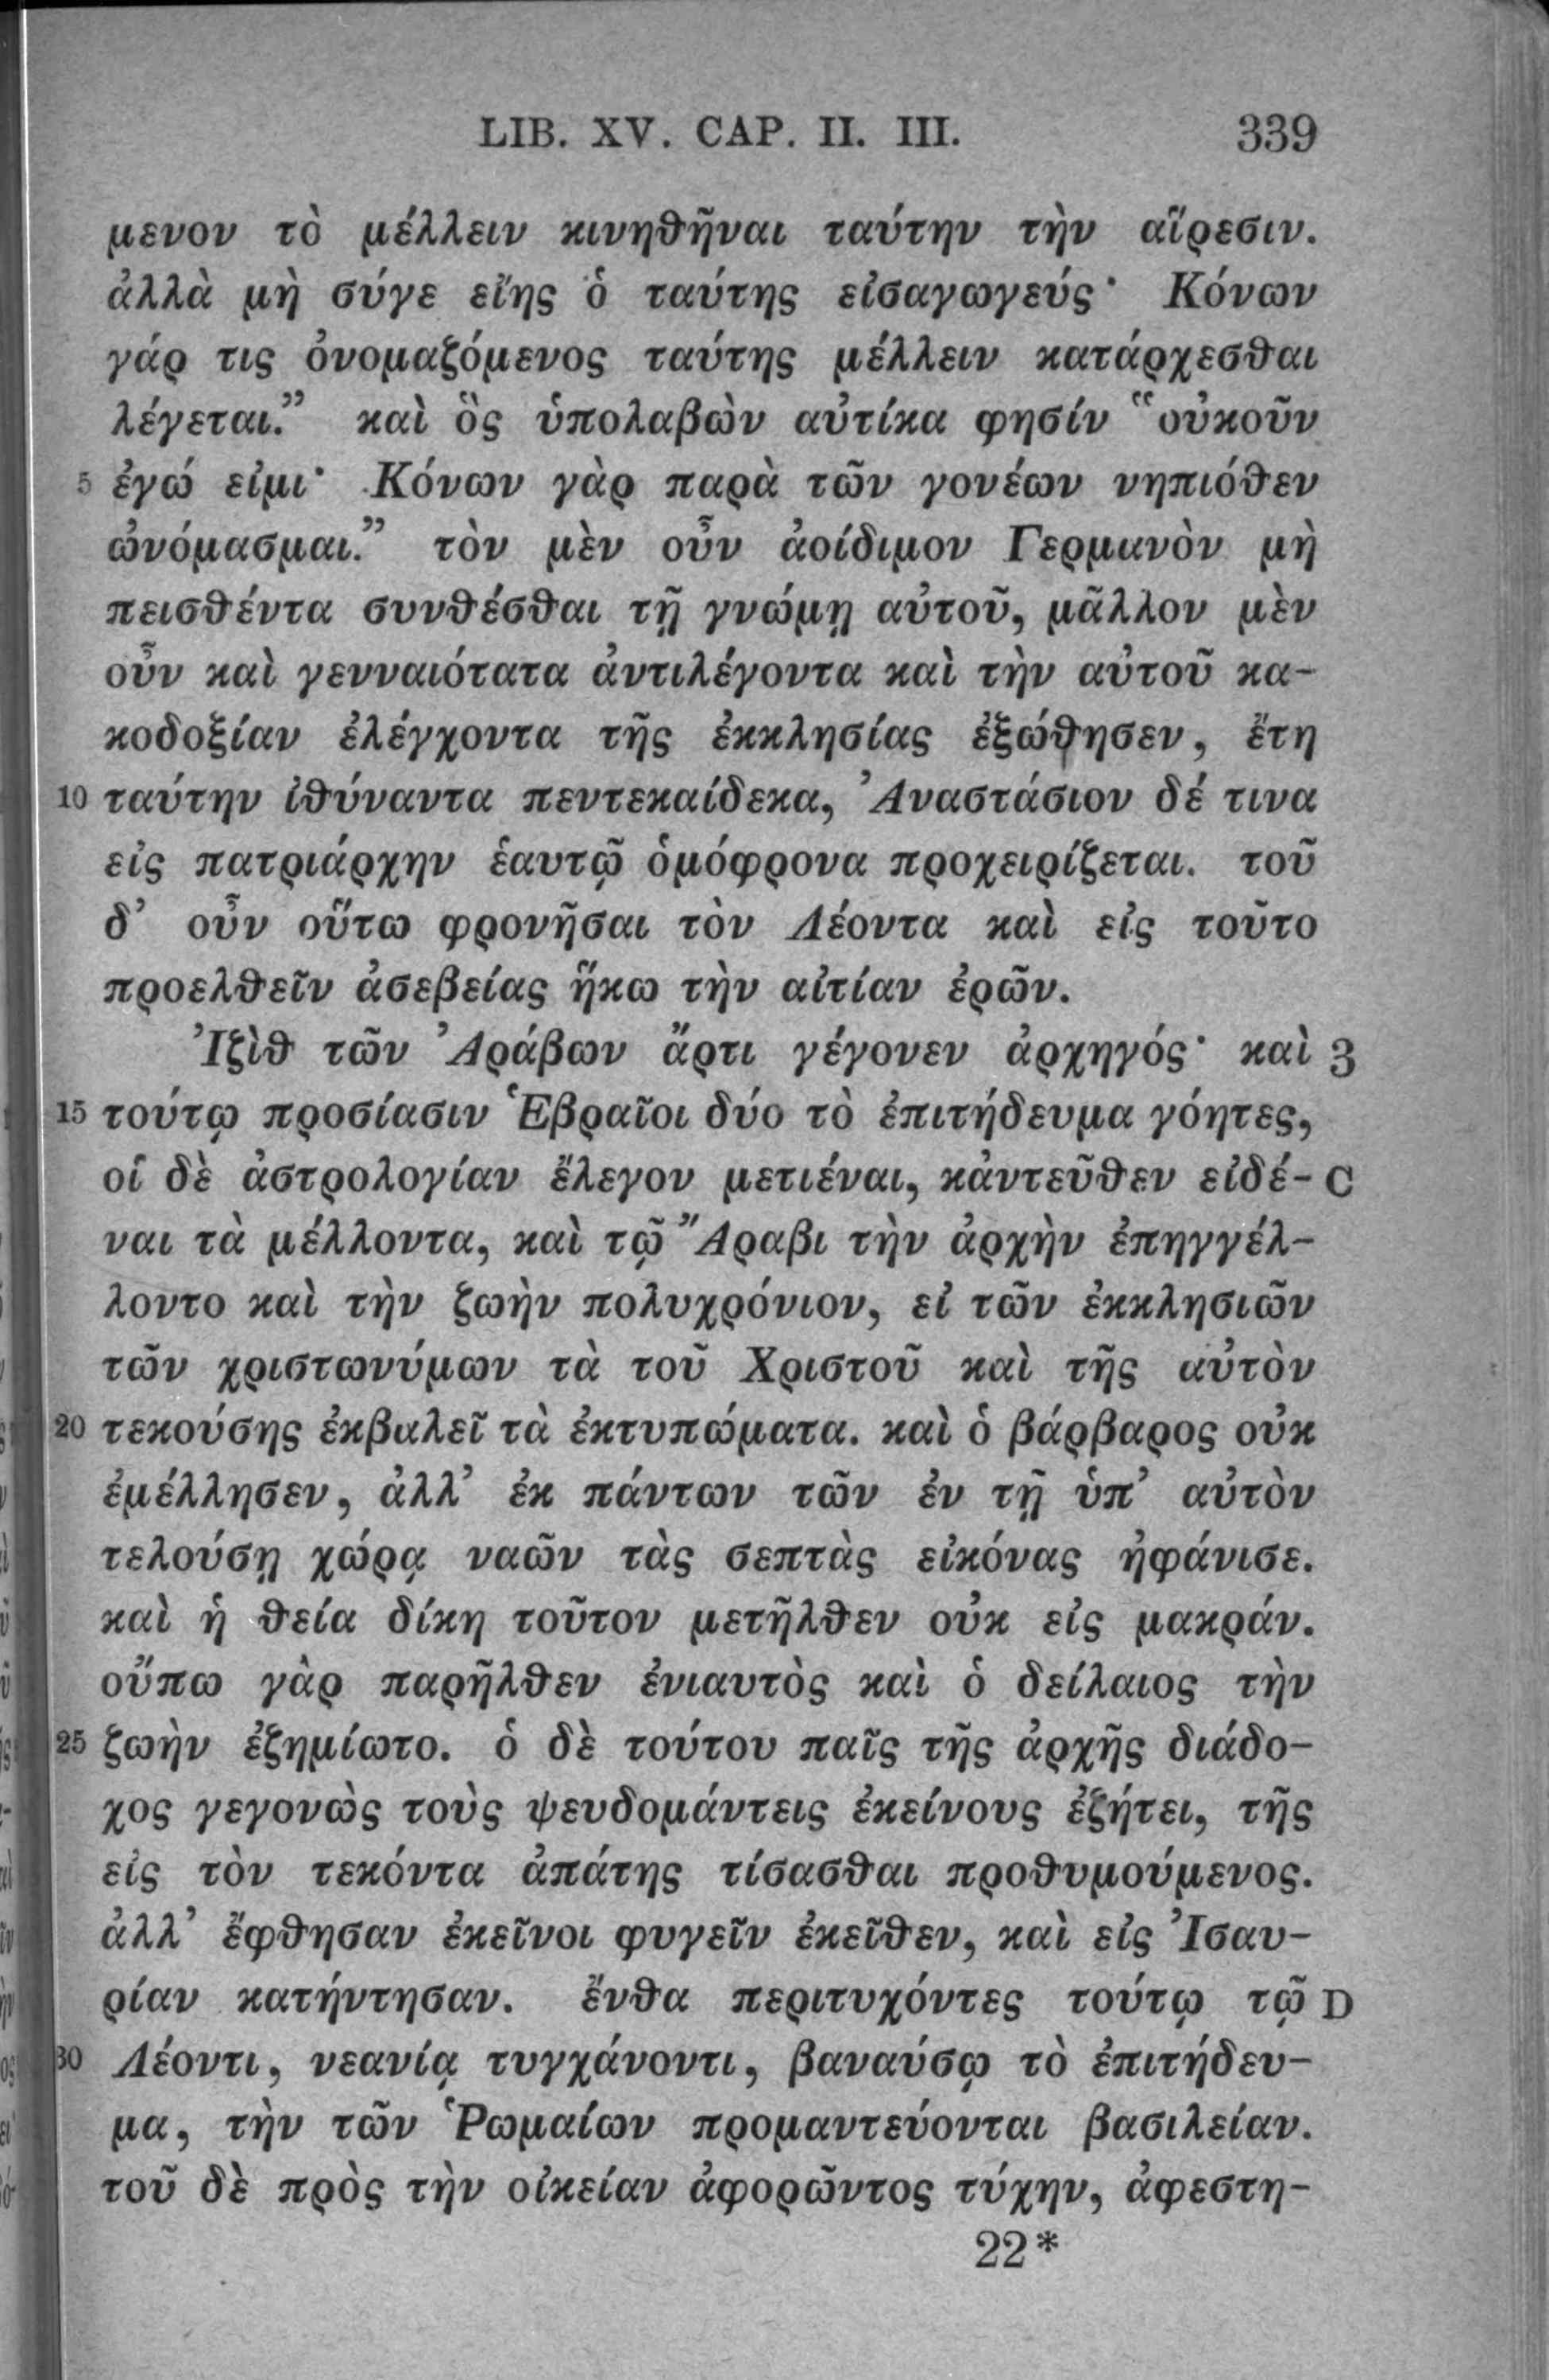 LIB. XV. CAP. II. III. 339
μενον τὸ μέλλειν κινηθῆναι ταύτην τὴν αἵρεσιν.
ἀλλὰ μὴ σύγε εἴης ὁ ταύτης εἰσαγωγεύς· Κόνων
γάρ τις ὀνομαζόμενος ταύτης μέλλειν κατάρχεσθαι
λέγεται.” καὶ ὃς ὑπολαβὼν αὐτίκα φησίν “οὐκοῦν
5 ἐγώ εἰμι· Κόνων γὰρ παρὰ τῶν γονέων νηπιόθεν
ὠνόμασμαι.” τὸν μὲν οὖν ἀοίδιμον Γερμανὸν μὴ
πεισθέντα συνθέσθαι τῇ γνώμῃ αὐτοῦ, μᾶλλον μὲν
οὖν καὶ γενναιότατα ἀντιλέγοντα καὶ τὴν αὐτοῦ κα-
κοδοξίαν ἐλέγχοντα τῆς ἐκκλησίας ἐξώθησεν, ἔτη
10 ταύτην ἰθύναντα πεντεκαίδεκα, Ἀναστάσιον δέ τινα
εἰς πατριάρχην ἑαυτῷ ὁμόφρονα προχειρίζεται. τοῦ
δ’ οὖν οὕτω φρονῆσαι τὸν Λέοντα καὶ εἰς τοῦτο
προελθεῖν ἀσεβείας ἥκω τὴν αἰτίαν ἐρῶν.
Ἰζὶθ τῶν Ἀράβων ἄρτι γέγονεν ἀρχηγός· καὶ 3
15 τούτῳ προσίασιν Ἑβραῖοι δύο τὸ ἐπιτήδευμα γόητες,
οἱ δὲ ἀστρολογίαν ἔλεγον μετιέναι, κἀντεῦθεν εἰδέ- C
ναι τὰ μέλλοντα, καὶ τῷ Ἄραβι τὴν ἀρχὴν ἐπηγγέλ-
λοντο καὶ τὴν ζωὴν πολυχρόνιον, εἰ τῶν ἐκκλησιῶν
τῶν χριστωνύμων τὰ τοῦ Χριστοῦ καὶ τῆς αὐτὸν
20 τεκούσης ἐκβαλεῖ τὰ ἐκτυπώματα. καὶ ὁ βάρβαρος οὐκ
ἐμέλλησεν, ἀλλ’ ἐκ πάντων τῶν ἐν τῇ ὑπ’ αὐτὸν
τελούσῃ χώρᾳ ναῶν τὰς σεπτὰς εἰκόνας ἠφάνισε.
καὶ ἡ θεία δίκη τοῦτον μετῆλθεν οὐκ εἰς μακράν.
οὔπω γὰρ παρῆλθεν ἐνιαυτὸς καὶ ὁ δείλαιος τὴν
25 ζωὴν ἐζημίωτο. ὁ δὲ τούτου παῖς τῆς ἀρχῆς διάδο-
χος γεγονὼς τοὺς ψευδομάντεις ἐκείνους ἐζήτει, τῆς
εἰς τὸν τεκόντα ἀπάτης τίσασθαι προθυμούμενος.
ἀλλ’ ἔφθησαν ἐκεῖνοι φυγεῖν ἐκεῖθεν, καὶ εἰς Ἰσαυ-
ρίαν κατήντησαν. ἔνθα περιτυχόντες τούτῳ τῷ D
30 Λέοντι, νεανίᾳ τυγχάνοντι, βαναύσῳ τὸ ἐπιτήδευ-
μα, τὴν τῶν Ῥωμαίων προμαντεύονται βασιλείαν.
τοῦ δὲ πρὸς τὴν οἰκείαν ἀφορῶντος τύχην, ἀφεστη-
22*